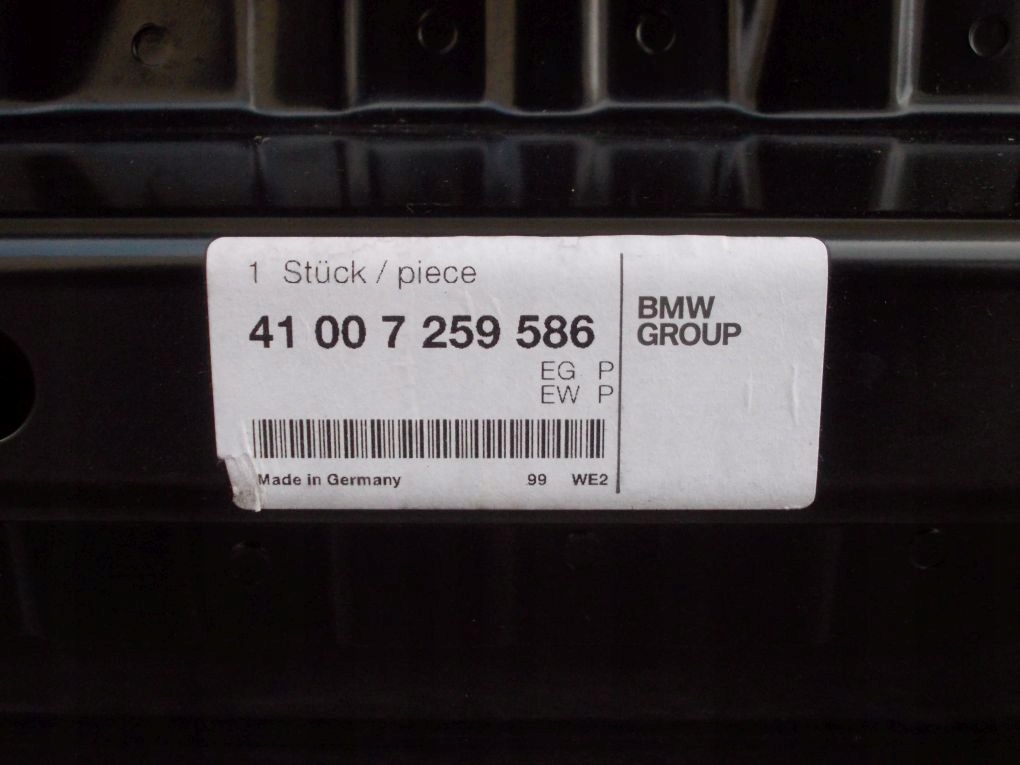 1 Stück / piece
41 00 7 259 586
EG P
EW P
Made in Germany 99 WE2
BMW
GROUP